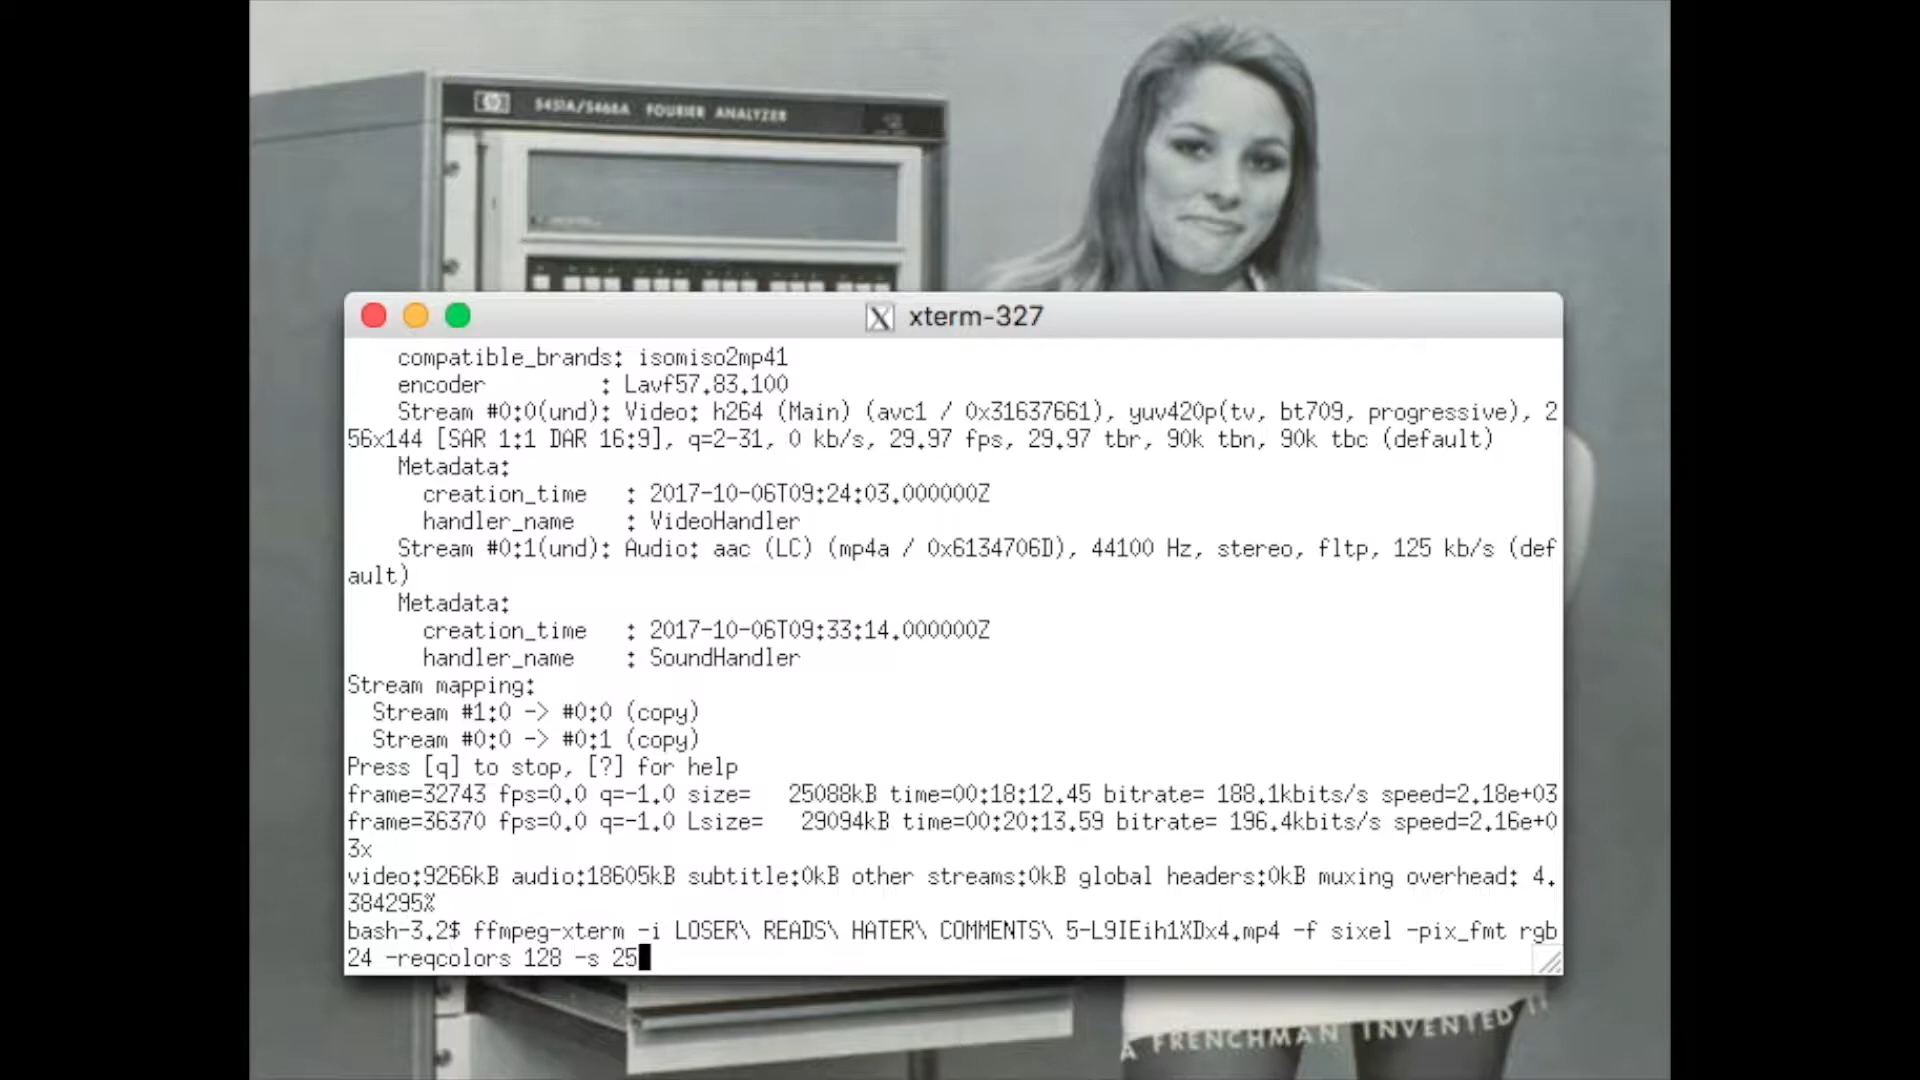 hp 5451A/5468A FOURIER ANALYZER
xterm-327
compatible_brands: isomiso2mp41
encoder : Lavf57.83.100
Stream #0:0(und): Video: h264 (Main) (avc1 / 0x31637661), yuv420p(tv, bt709, progressive), 2
56x144 [SAR 1:1 DAR 16:9], q=2-31, 0 kb/s, 29.97 fps, 29.97 tbr, 90k tbn, 90k tbc (default)
Metadata:
creation_time : 2017-10-06T09:24:03.000000Z
handler_name : VideoHandler
Stream #0:1(und): Audio: aac (LC) (mp4a / 0x6134706D), 44100 Hz, stereo, fltp, 125 kb/s (def
ault)
Metadata:
creation_time : 2017-10-06T09:33:14.000000Z
handler_name : SoundHandler
Stream mapping:
Stream #1:0 -> #0:0 (copy)
Stream #0:0 -> #0:1 (copy)
Press [q] to stop, [?] for help
frame=32743 fps=0.0 q=-1.0 size= 25088kB time=00:18:12.45 bitrate= 188.1kbits/s speed=2.18e+03
frame=36370 fps=0.0 q=-1.0 Lsize= 29094kB time=00:20:13.59 bitrate= 196.4kbits/s speed=2.16e+0
3x
video:9266kB audio:18605kB subtitle:0kB other streams:0kB global headers:0kB muxing overhead: 4.
384295%
bash-3.2$ ffmpeg-xterm -i LOSER\ READS\ HATER\ COMMENTS\ 5-L9IEih1XDx4.mp4 -f sixel -pix_fmt rgb
24 -reqcolors 128 -s 25
A FRENCHMAN INVENTED